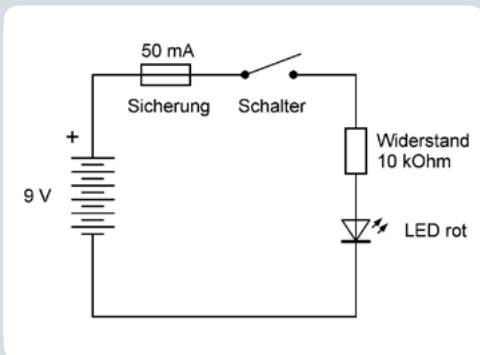 50 mA
Sicherung
Schalter
+
9 V
Widerstand
10 kOhm
LED rot